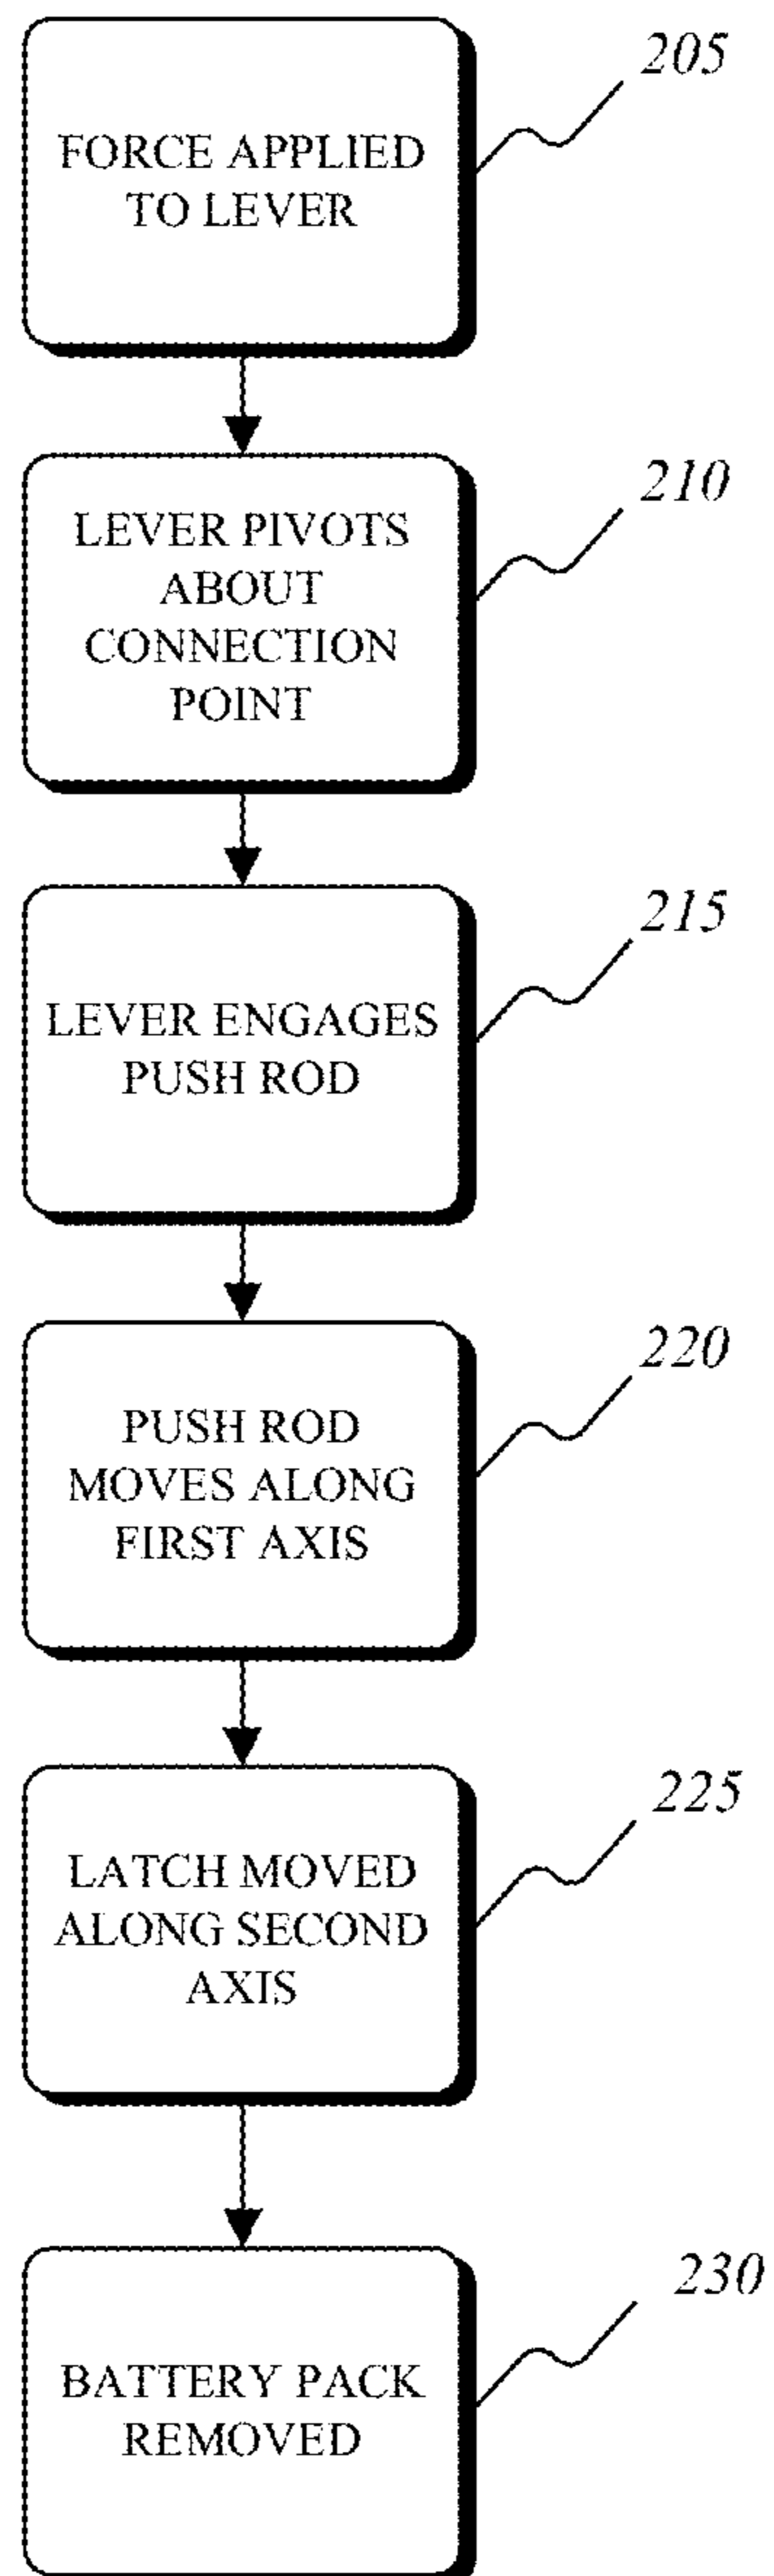 205
FORCE APPLIED
TO LEVER
210
LEVER PIVOTS
ABOUT
CONNECTION
POINT
215
LEVER ENGAGES
PUSH ROD
220
PUSH ROD
MOVES ALONG
FIRST AXIS
225
LATCH MOVED
ALONG SECOND
AXIS
230
BATTERY PACK
REMOVED